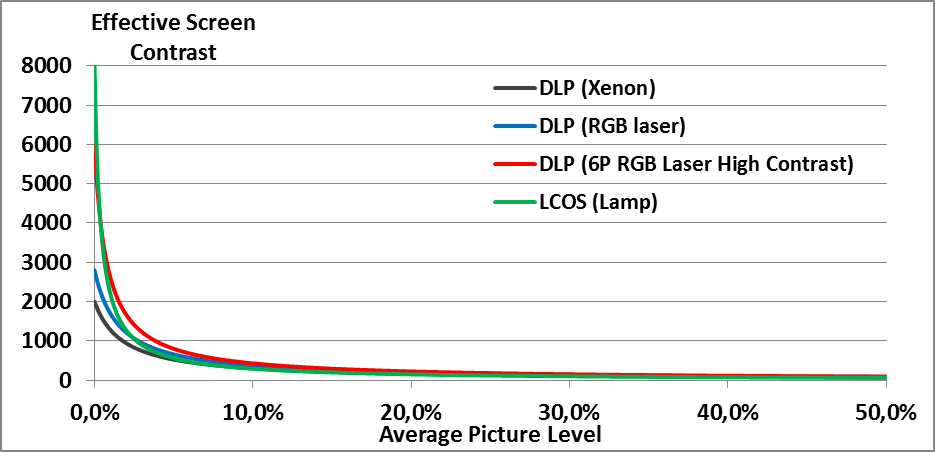 Effective Screen
Contrast
8000
7000
6000
5000
4000
3000
2000
1000
0
DLP (Xenon)
DLP (RGB laser)
DLP (6P RGB Laser High Contrast)
LCOS (Lamp)
0,0%
10,0%
20,0%
30,0%
40,0%
50,0%
Average Picture Level